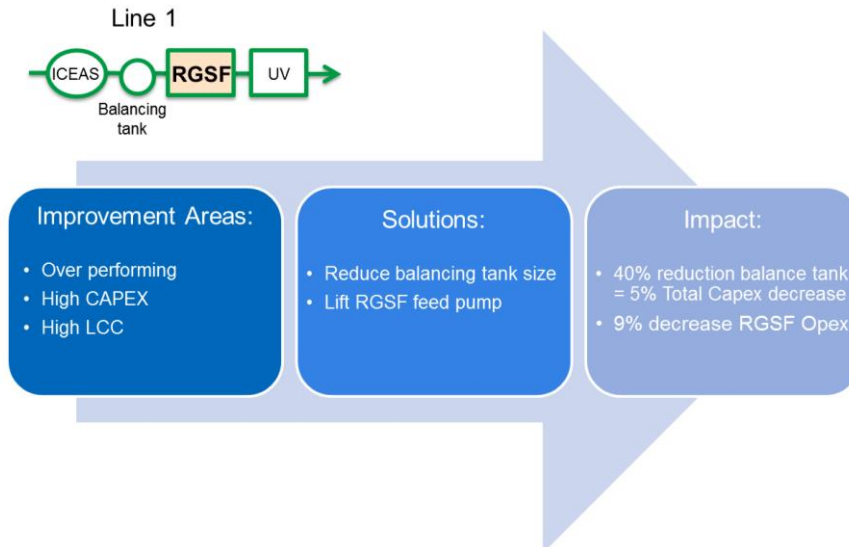 Line 1
ICEAS
RGSF
UV
Balancing
tank
Improvement Areas:
• Over performing
• High CAPEX
• High LCC
Solutions:
• Reduce balancing tank size
• Lift RGSF feed pump
Impact:
• 40% reduction balance tank
= 5% Total Capex decrease
• 9% decrease RGSF Opex